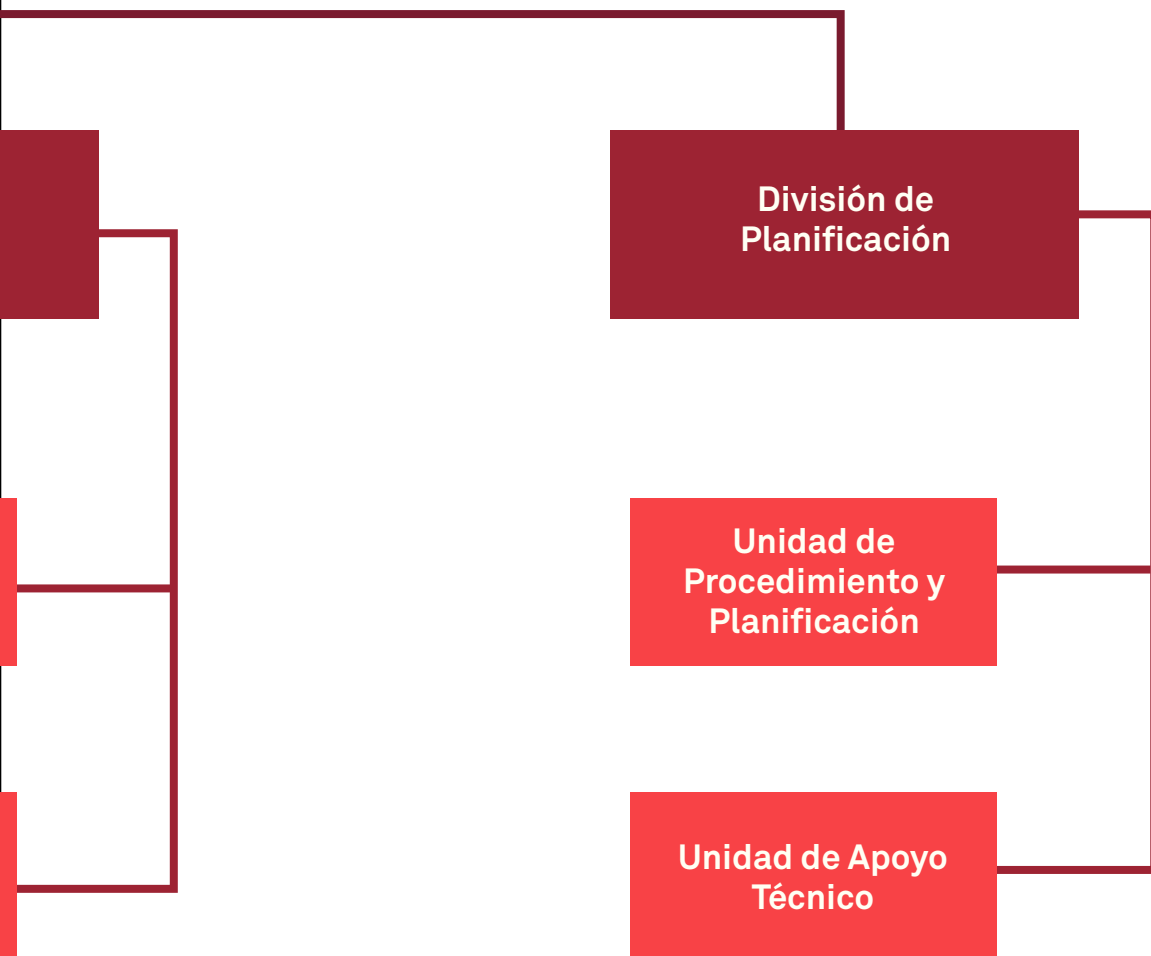 División de
Planificación
Unidad de
Procedimiento y
Planificación
Unidad de Apoyo
Técnico